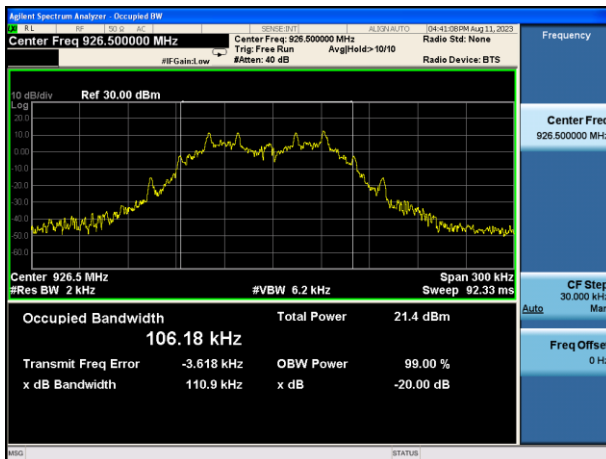 Agilent Spectrum Analyzer - Occupied BW
RL RF 50 Ω AC SENSE:INT ALIGN AUTO 04:41:08PM Aug 11, 2023
Center Freq 926.500000 MHz Center Freq: 926.500000 MHz Radio Std: None
Trig: Free Run Avg|Hold:>10/10
#IFGain:Low #Atten: 40 dB Radio Device: BTS
10 dB/div Ref 30.00 dBm
Log
20.0
10.0
0.00
-10.0
-20.0
-30.0
-40.0
-50.0
-60.0
Center 926.5 MHz Span 300 kHz
#Res BW 2 kHz #VBW 6.2 kHz Sweep 92.33 ms
Occupied Bandwidth Total Power 21.4 dBm
106.18 kHz
Transmit Freq Error -3.618 kHz OBW Power 99.00 %
x dB Bandwidth 110.9 kHz x dB -20.00 dB
MSG STATUS
Frequency
Center Freq
926.500000 MHz
CF Step
30.000 kHz
Auto Man
Freq Offset
0 Hz